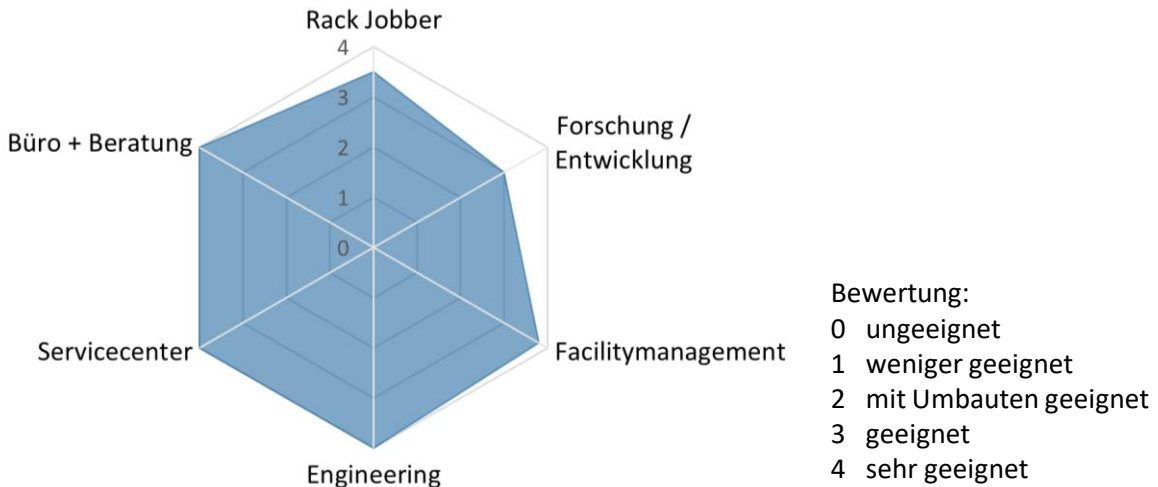 Rack Jobber
4
3
2
1
0
Forschung /
Entwicklung
Büro + Beratung
Servicecenter
Facilitymanagement
Engineering
Bewertung:
0 ungeeignet
1 weniger geeignet
2 mit Umbauten geeignet
3 geeignet
4 sehr geeignet